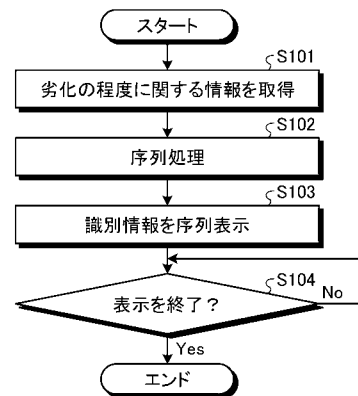 スタート
S101
劣化の程度に関する情報を取得
S102
序列処理
S103
識別情報を序列表示
S104
表示を終了？
No
Yes
エンド